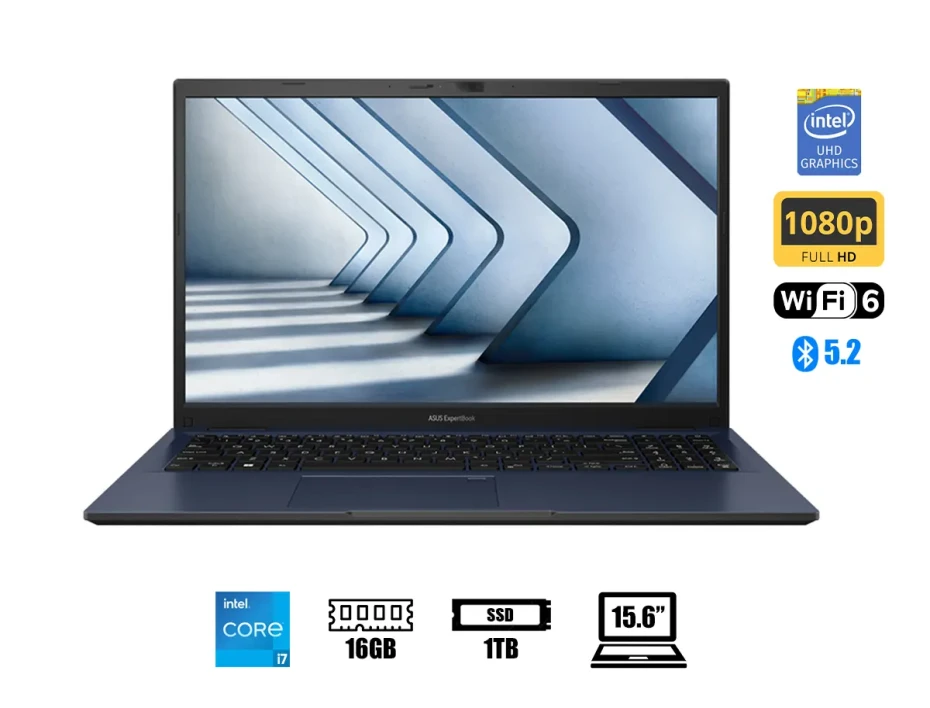 intel
UHD
GRAPHICS
1080p
FULL HD
WiFi 6
5.2
ASUS ExpertBook
intel.
CORE
i7
16GB
SSD
1TB
15.6”